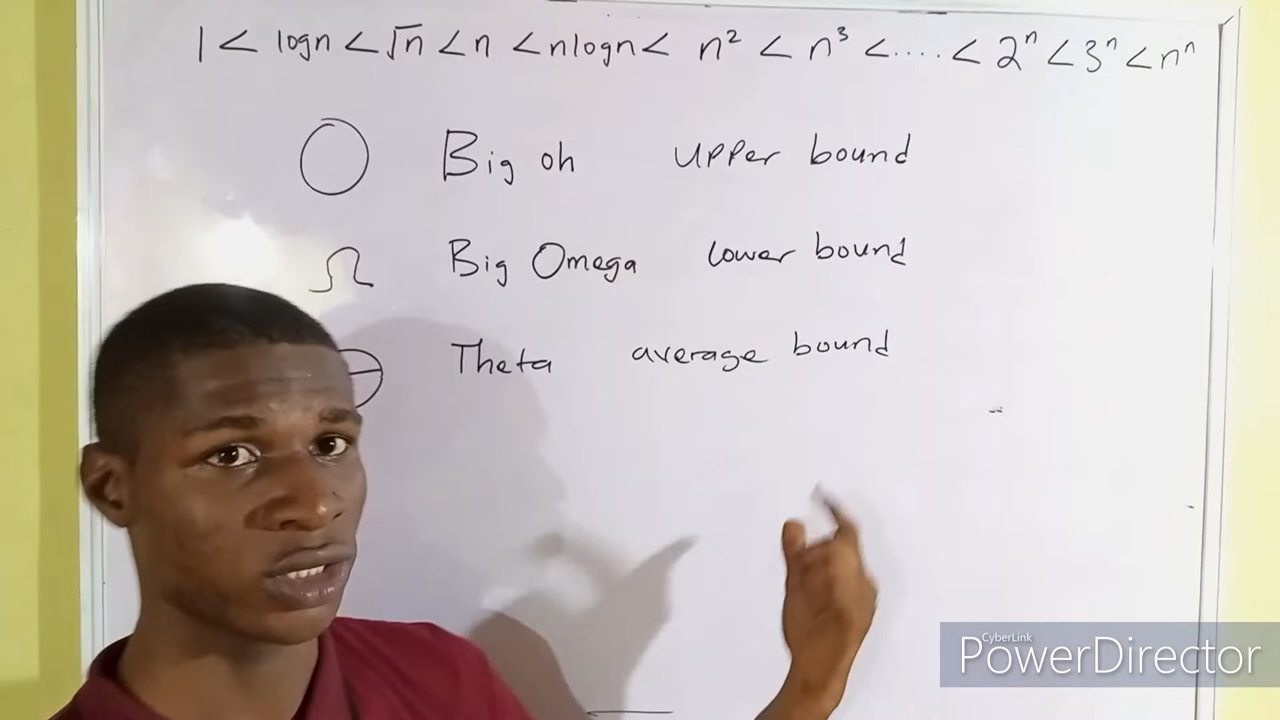 1 < logn < √n < n < nlogn < n² < n³ < .... < 2ⁿ < 3ⁿ < nⁿ
O Big oh upper bound
Ω Big Omega lower bound
Θ Theta average bound
CyberLink
PowerDirector